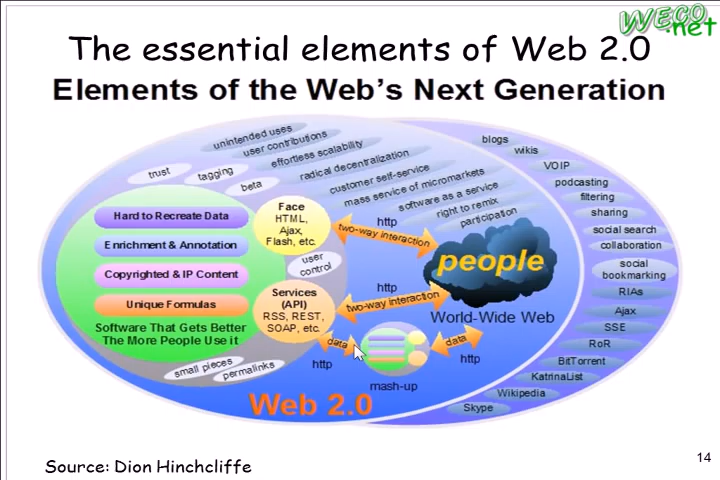 WECO
.net
The essential elements of Web 2.0
Elements of the Web's Next Generation
unintended uses
user contributions
effortless scalability
radical decentralization
customer self-service
mass service of micromarkets
software as a service
right to remix
participation
trust
tagging
beta
Hard to Recreate Data
Enrichment & Annotation
Copyrighted & IP Content
Unique Formulas
Software That Gets Better
The More People Use it
Face
HTML,
Ajax,
Flash, etc.
user
control
Services
(API)
RSS, REST,
SOAP, etc.
http
two-way interaction
http
two-way interaction
people
World-Wide Web
data
http
data
http
mash-up
small pieces
permalinks
Web 2.0
blogs
wikis
VOIP
podcasting
filtering
sharing
social search
collaboration
social
bookmarking
RIAs
Ajax
SSE
RoR
BitTorrent
KatrinaList
Wikipedia
Skype
Source: Dion Hinchcliffe
14